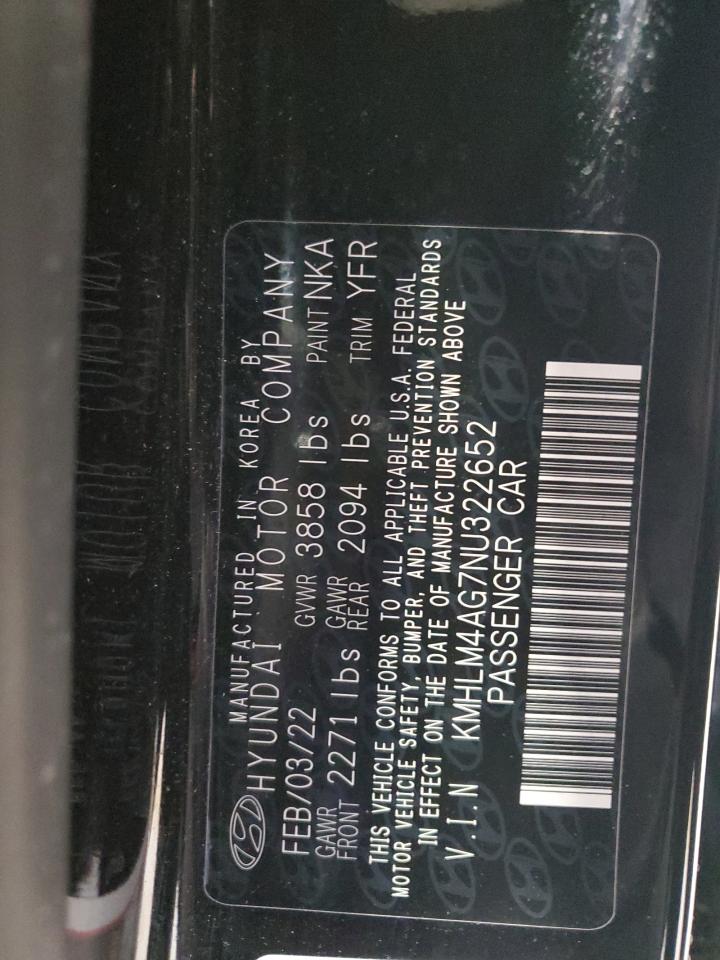 MANUFACTURED IN KOREA BY
HYUNDAI MOTOR COMPANY
FEB/03/22 GVWR 3858 lbs PAINT NKA
GAWR FRONT 2271 lbs GAWR REAR 2094 lbs TRIM YFR
THIS VEHICLE CONFORMS TO ALL APPLICABLE U.S.A. FEDERAL
MOTOR VEHICLE SAFETY, BUMPER, AND THEFT PREVENTION STANDARDS
IN EFFECT ON THE DATE OF MANUFACTURE SHOWN ABOVE
V.I.N KMHLM4AG7NU322652
PASSENGER CAR